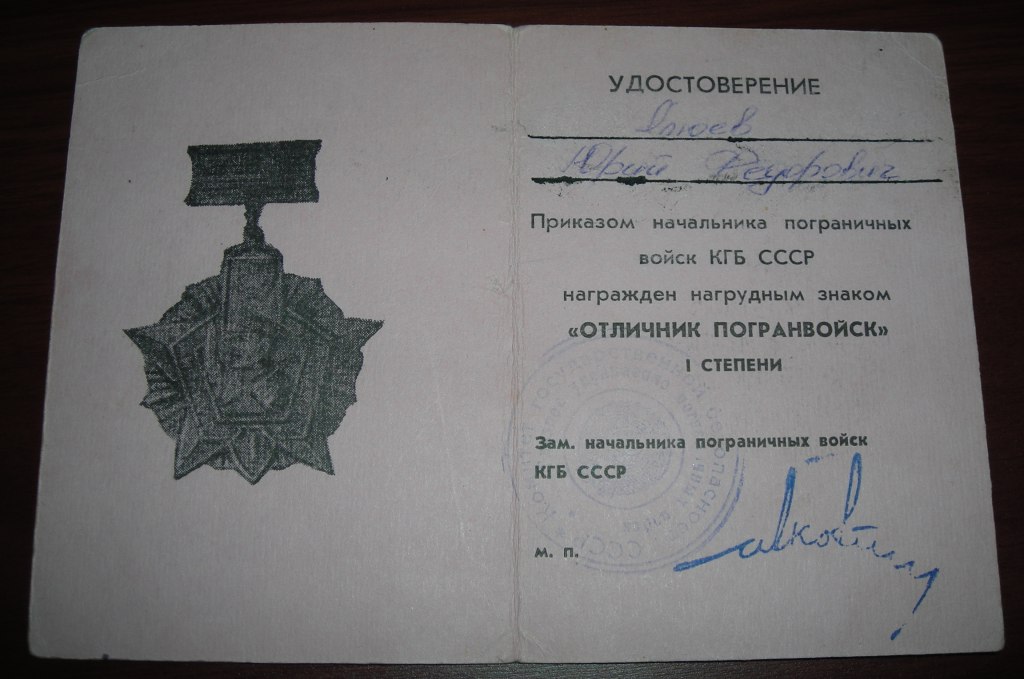 УДОСТОВЕРЕНИЕ
Юрий Федорович
Приказом начальника пограничных
войск КГБ СССР
награжден нагрудным знаком
«ОТЛИЧНИК ПОГРАНВОЙСК»
I СТЕПЕНИ
Зам. начальника пограничных войск
КГБ СССР
м. п.